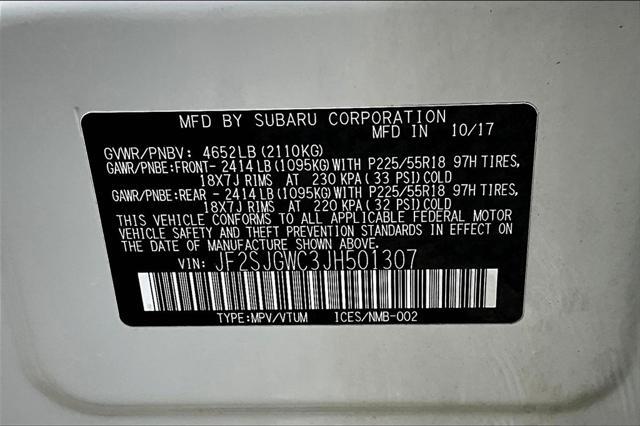 MFD BY SUBARU CORPORATION
MFD IN 10/17
GVWR/PNBV: 4652LB (2110KG)
GAWR/PNBE:FRONT- 2414LB (1095KG) WITH P225/55R18 97H TIRES,
18X7J RIMS AT 230 KPA ( 33 PSI) COLD
GAWR/PNBE:REAR - 2414LB (1095KG) WITH P225/55R18 97H TIRES,
18X7J RIMS AT 220 KPA ( 32 PSI) COLD
THIS VEHICLE CONFORMS TO ALL APPLICABLE FEDERAL MOTOR
VEHICLE SAFETY AND THEFT PREVENTION STANDARDS IN EFFECT ON
THE DATE OF MANUFACTURE SHOWN ABOVE.
VIN: JF2SJGWC3JH501307
TYPE:MPV/VTUM ICES/NMB-002